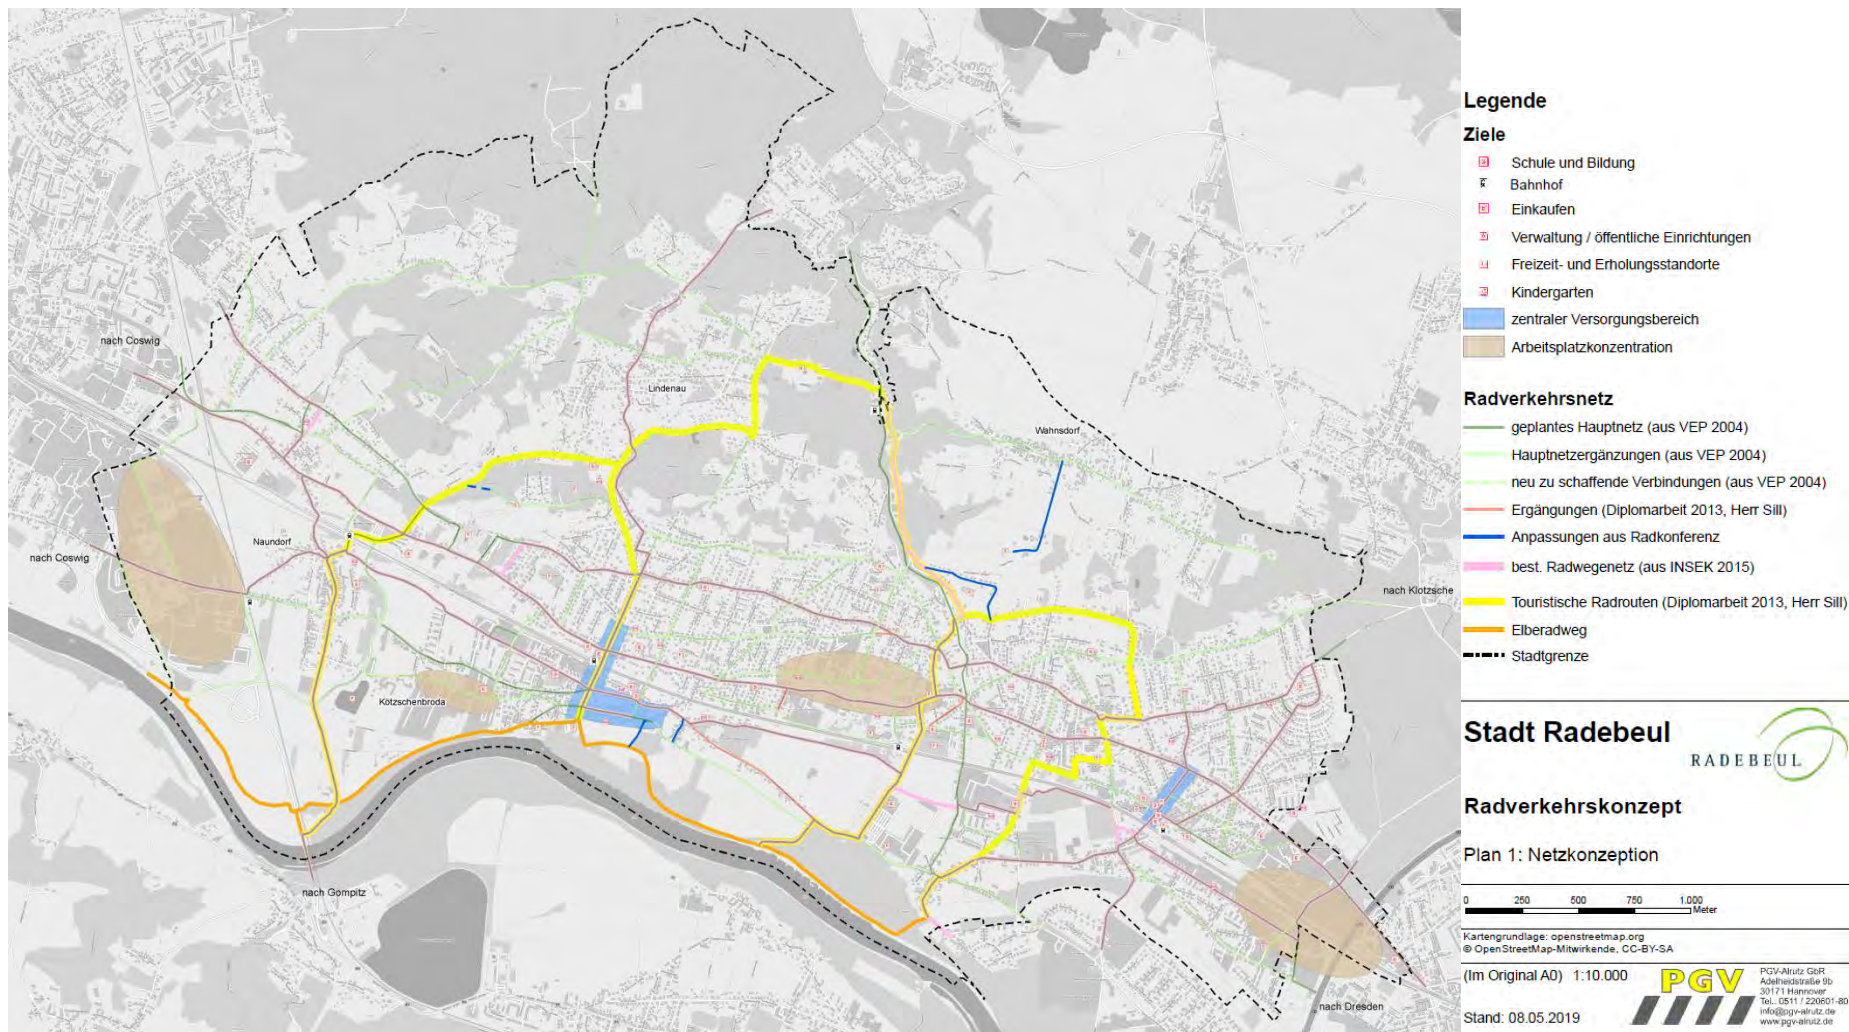 nach Coswig
Lindenau
Wahnsdorf
Naundorf
nach Coswig
nach Klotzsche
Kötzschenbroda
nach Gompitz
nach Dresden
Legende
Ziele
Schule und Bildung
Bahnhof
Einkaufen
Verwaltung / öffentliche Einrichtungen
Freizeit- und Erholungsstandorte
Kindergarten
zentraler Versorgungsbereich
Arbeitsplatzkonzentration
Radverkehrsnetz
geplantes Hauptnetz (aus VEP 2004)
Hauptnetzergänzungen (aus VEP 2004)
neu zu schaffende Verbindungen (aus VEP 2004)
Ergängungen (Diplomarbeit 2013, Herr Sill)
Anpassungen aus Radkonferenz
best. Radwegenetz (aus INSEK 2015)
Touristische Radrouten (Diplomarbeit 2013, Herr Sill)
Elberadweg
Stadtgrenze
Stadt Radebeul
RADEBEUL
Radverkehrskonzept
Plan 1: Netzkonzeption
0 250 500 750 1.000
Meter
Kartengrundlage: openstreetmap.org
© OpenStreetMap-Mitwirkende, CC-BY-SA
(Im Original A0) 1:10.000
Stand: 08.05.2019
PGV
PGV-Alrutz GbR
Adelheidstraße 9b
30171 Hannover
Tel.. 0511 / 220601-80
info@pgv-alrutz.de
www.pgv-alrutz.de